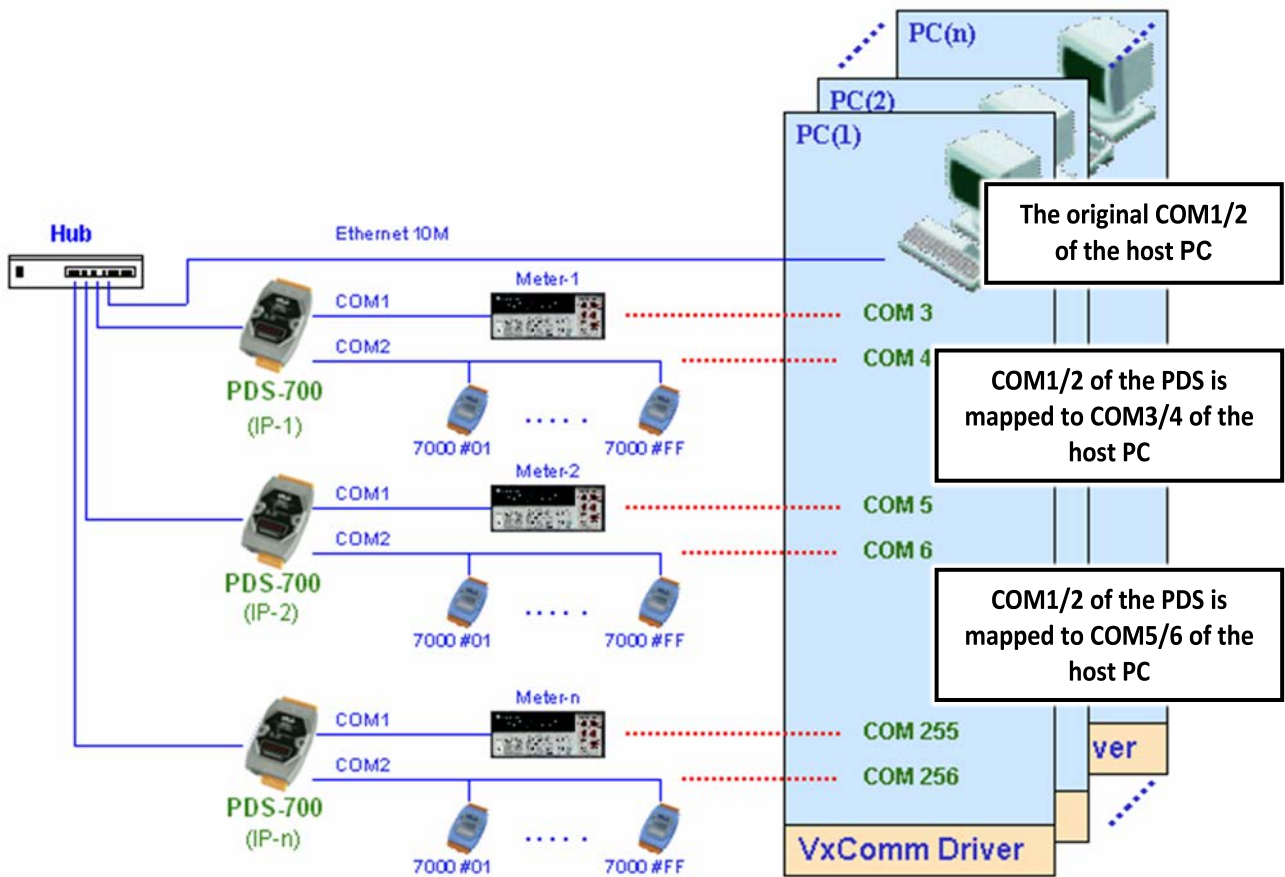 PC(n)
PC(2)
PC(1)
The original COM1/2
of the host PC
Hub
Ethernet 10M
Meter-1
COM1
COM 3
COM2
COM 4
PDS-700
(IP-1)
7000 #01
7000 #FF
COM1/2 of the PDS is
mapped to COM3/4 of the
host PC
Meter-2
COM1
COM 5
COM2
COM 6
PDS-700
(IP-2)
7000 #01
7000 #FF
COM1/2 of the PDS is
mapped to COM5/6 of the
host PC
Meter-n
COM1
COM 255
COM2
COM 256
PDS-700
(IP-n)
7000 #01
7000 #FF
ver
VxComm Driver